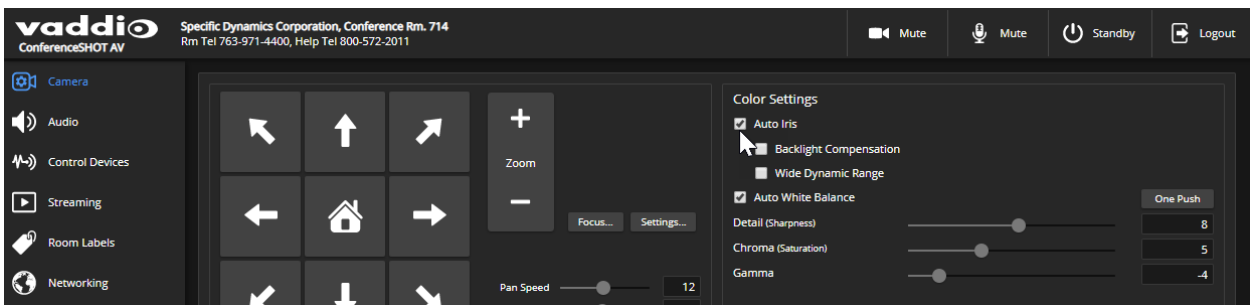 vaddio
ConferenceSHOT AV
Specific Dynamics Corporation, Conference Rm. 714
Rm Tel 763-971-4400, Help Tel 800-572-2011
Mute
Mute
Standby
Logout
Camera
Audio
Control Devices
Streaming
Room Labels
Networking
Zoom
Focus...
Settings...
Pan Speed
12
Color Settings
Auto Iris
Backlight Compensation
Wide Dynamic Range
Auto White Balance
One Push
Detail (Sharpness)
8
Chroma (Saturation)
5
Gamma
-4